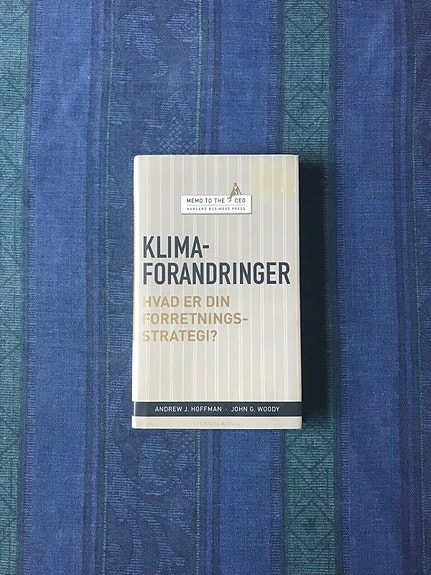 MEMO TO THE CEO
HARVARD BUSINESS PRESS
KLIMA-
FORANDRINGER
HVAD ER DIN
FORRETNINGS-
STRATEGI?
ANDREW J. HOFFMAN · JOHN G. WOODY